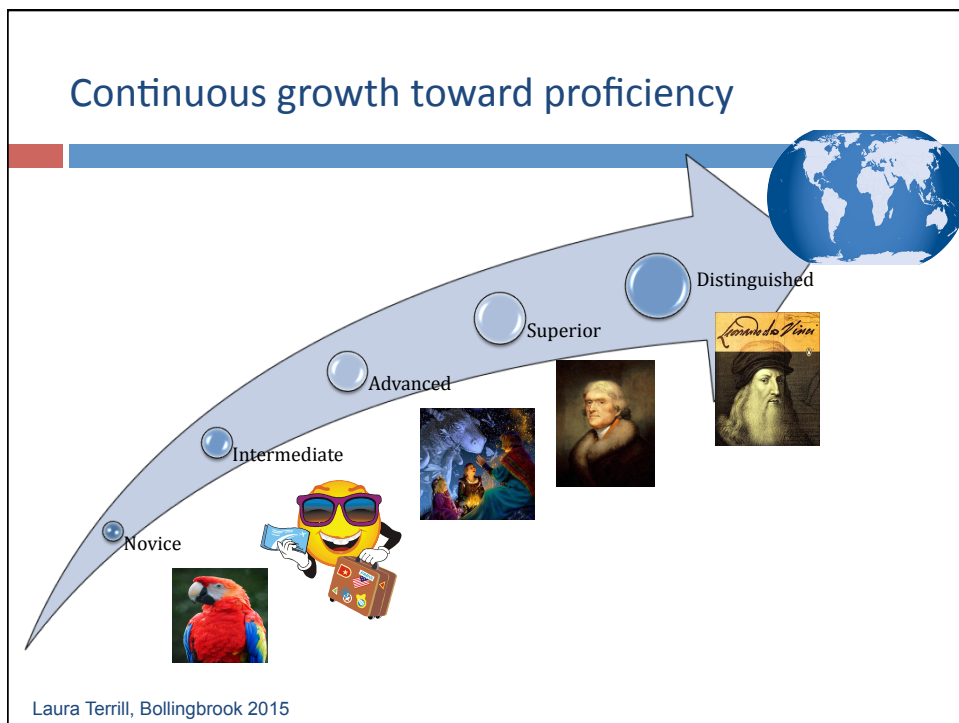 Continuous growth toward proficiency
Distinguished
Superior
Advanced
Intermediate
Novice
Leonardo da Vinci
Laura Terrill, Bollingbrook 2015